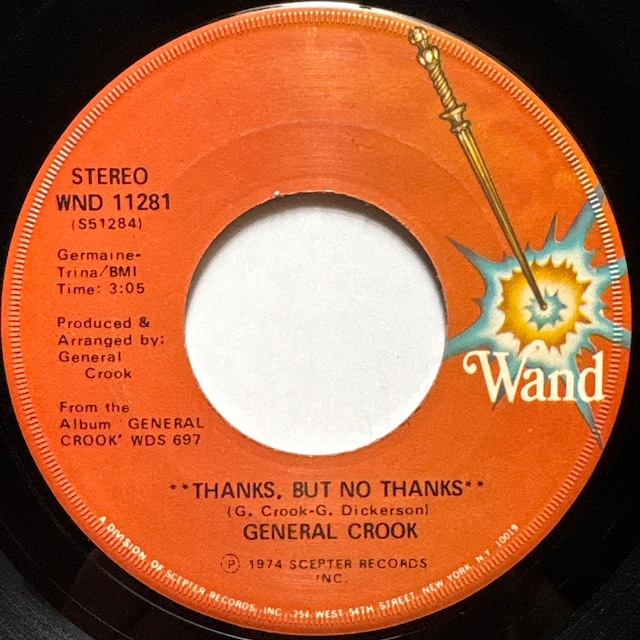 STEREO
WND 11281
(S51284)
Germaine-
Trina/BMI
Time: 3:05
Produced &
Arranged by:
General
Crook
From the
Album 'GENERAL
CROOK' WDS 697
Wand
**THANKS, BUT NO THANKS**
(G. Crook-G. Dickerson)
GENERAL CROOK
Ⓟ 1974 SCEPTER RECORDS
INC.
A DIVISION OF SCEPTER RECORDS, INC. 254 WEST 54TH STREET, NEW YORK, N.Y. 10019